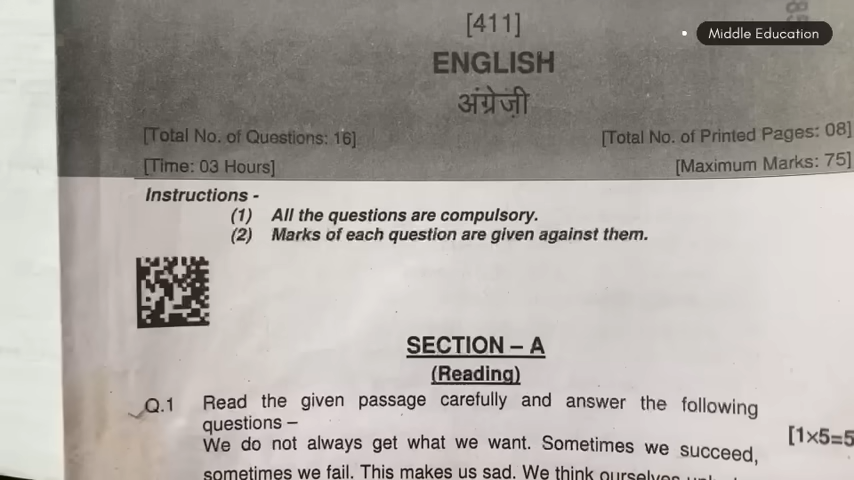 [411]
Middle Education
ENGLISH
अंग्रेज़ी
[Total No. of Questions: 16]
[Total No. of Printed Pages: 08]
[Time: 03 Hours]
[Maximum Marks: 75]
Instructions -
(1) All the questions are compulsory.
(2) Marks of each question are given against them.
SECTION – A
(Reading)
Q.1 Read the given passage carefully and answer the following
questions –
[1×5=5
We do not always get what we want. Sometimes we succeed,
sometimes we fail. This makes us sad. We think ourselves